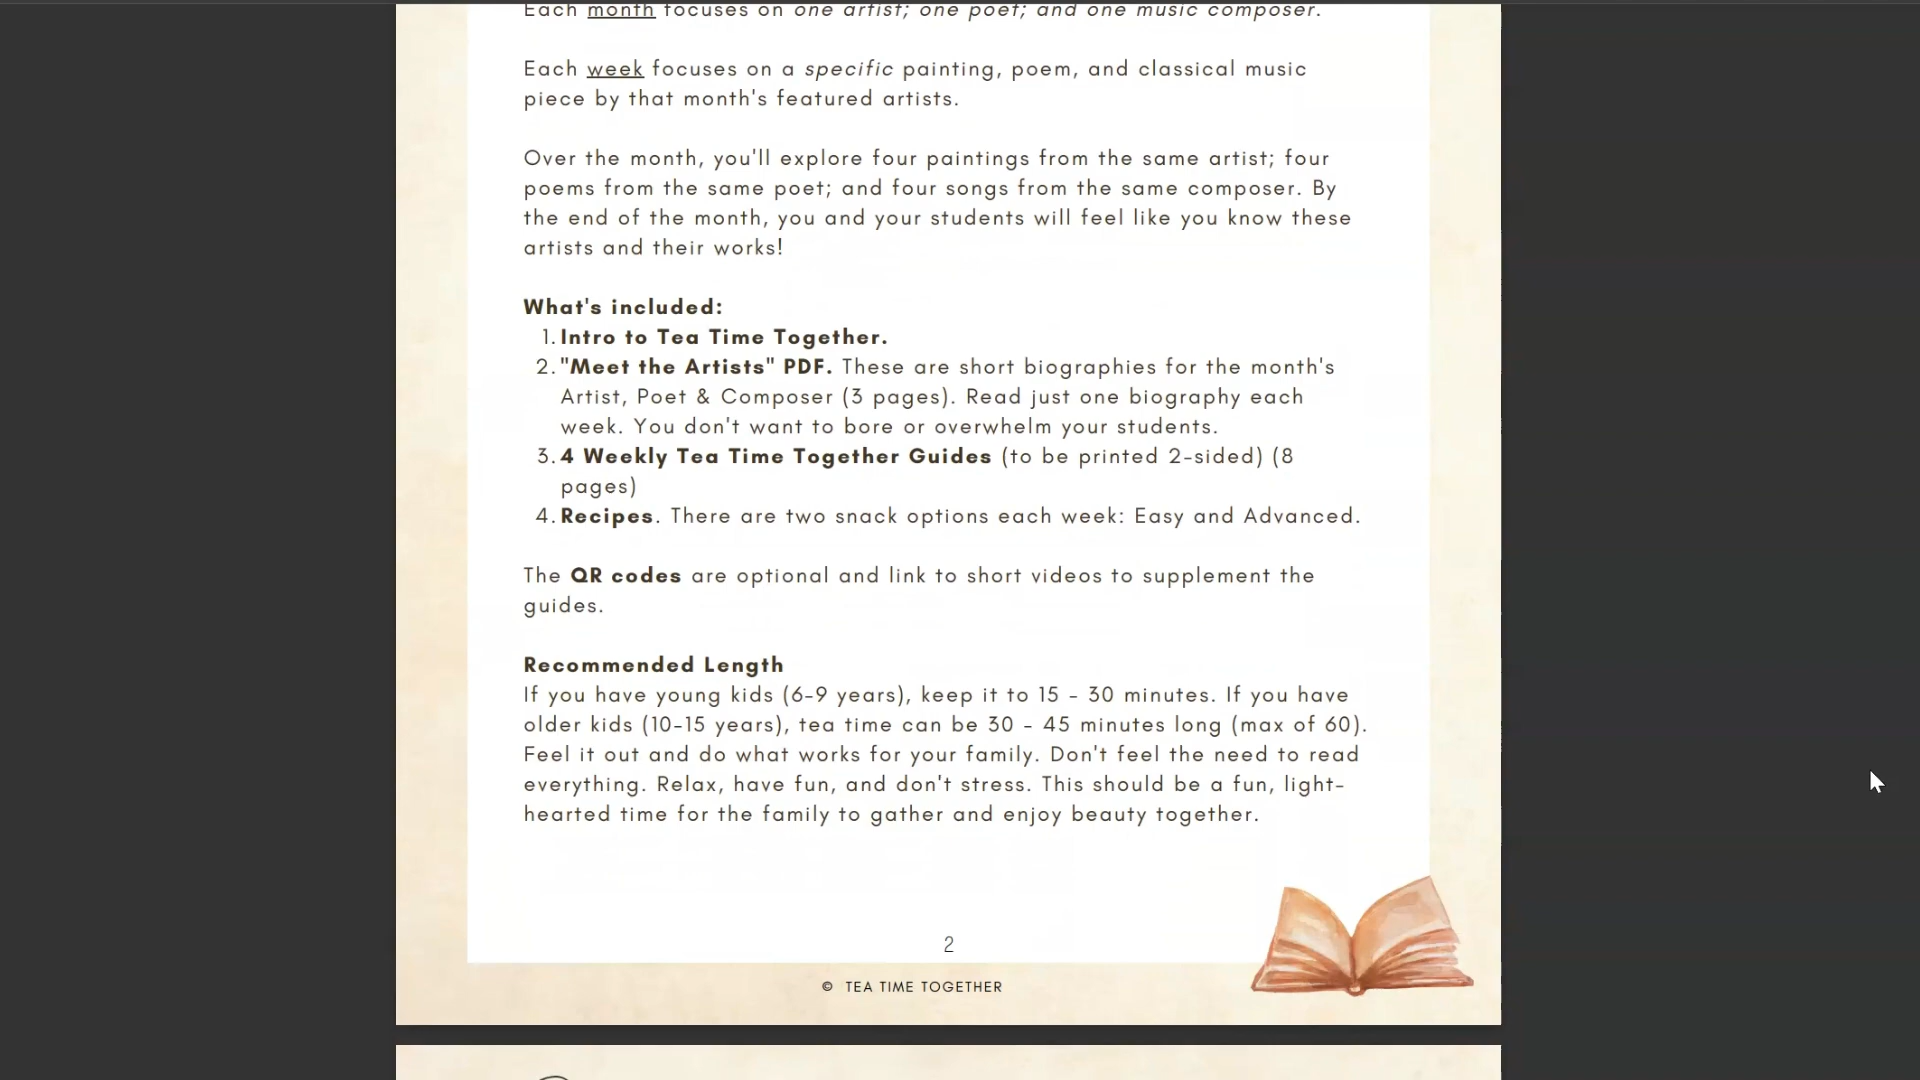 Each month focuses on one artist; one poet; and one music composer.
Each week focuses on a specific painting, poem, and classical music
piece by that month's featured artists.
Over the month, you'll explore four paintings from the same artist; four
poems from the same poet; and four songs from the same composer. By
the end of the month, you and your students will feel like you know these
artists and their works!
What's included:
1. Intro to Tea Time Together.
2. "Meet the Artists" PDF. These are short biographies for the month's
Artist, Poet & Composer (3 pages). Read just one biography each
week. You don't want to bore or overwhelm your students.
3. 4 Weekly Tea Time Together Guides (to be printed 2-sided) (8
pages)
4. Recipes. There are two snack options each week: Easy and Advanced.
The QR codes are optional and link to short videos to supplement the
guides.
Recommended Length
If you have young kids (6-9 years), keep it to 15 - 30 minutes. If you have
older kids (10-15 years), tea time can be 30 - 45 minutes long (max of 60).
Feel it out and do what works for your family. Don't feel the need to read
everything. Relax, have fun, and don't stress. This should be a fun, light-
hearted time for the family to gather and enjoy beauty together.
2
© TEA TIME TOGETHER